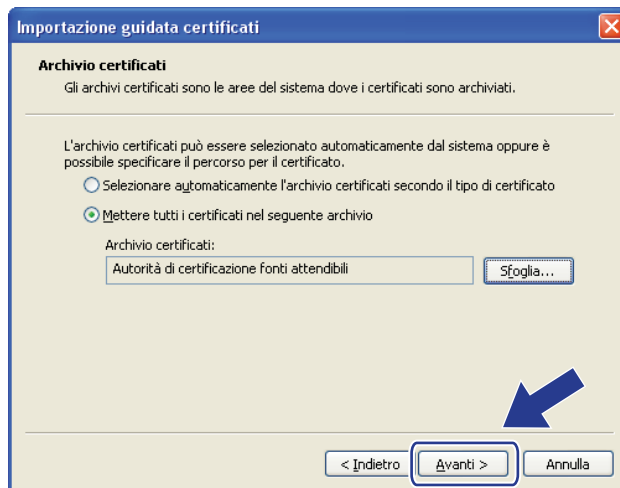 Importazione guidata certificati
Archivio certificati
Gli archivi certificati sono le aree del sistema dove i certificati sono archiviati.
L'archivio certificati può essere selezionato automaticamente dal sistema oppure è
possibile specificare il percorso per il certificato.
Selezionare automaticamente l'archivio certificati secondo il tipo di certificato
Mettere tutti i certificati nel seguente archivio
Archivio certificati:
Autorità di certificazione fonti attendibili
Sfoglia...
< Indietro
Avanti >
Annulla